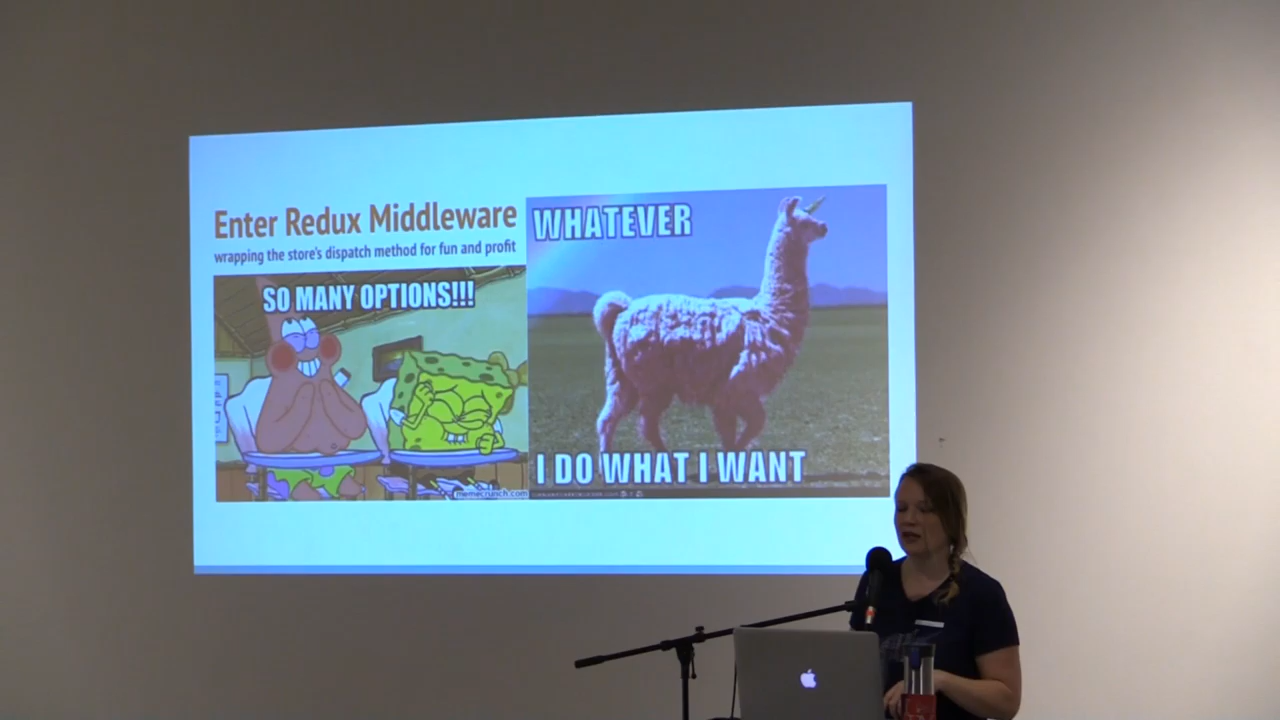 Enter Redux Middleware
wrapping the store's dispatch method for fun and profit
SO MANY OPTIONS!!!
memecrunch.com
WHATEVER
I DO WHAT I WANT